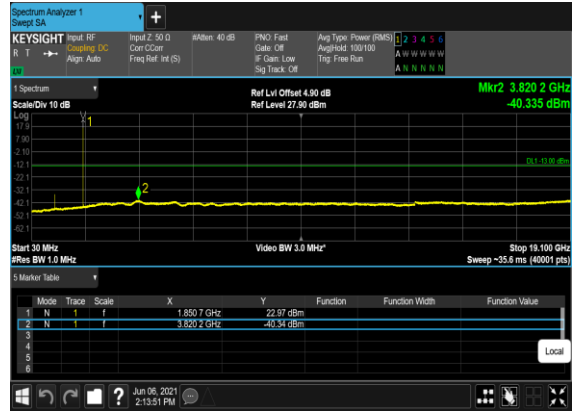 Spectrum Analyzer 1
Swept SA
+
KEYSIGHT Input: RF Input Z: 50 Ω #Atten: 40 dB PNO: Fast Avg Type: Power (RMS) 1 2 3 4 5 6
R T Coupling: DC Corr CCorr Gate: Off Avg|Hold: 100/100 A W W W W W
Align: Auto Freq Ref: Int (S) IF Gain: Low Trig: Free Run
Sig Track: Off A N N N N N
1 Spectrum Ref Lvl Offset 4.90 dB Mkr2 3.820 2 GHz
Scale/Div 10 dB Ref Level 27.90 dBm -40.335 dBm
Log
17.9
7.90
-2.10
-12.1
-22.1
-32.1
-42.1
-52.1
-62.1
1
2
DL1 -13.00 dBm
Start 30 MHz Video BW 3.0 MHz* Stop 19.100 GHz
#Res BW 1.0 MHz Sweep ~35.6 ms (40001 pts)
5 Marker Table
Mode Trace Scale X Y Function Function Width Function Value
1 N 1 f 1.850 7 GHz 22.97 dBm
2 N 1 f 3.820 2 GHz -40.34 dBm
3
4
5
6
Local
? Jun 06, 2021
2:13:51 PM